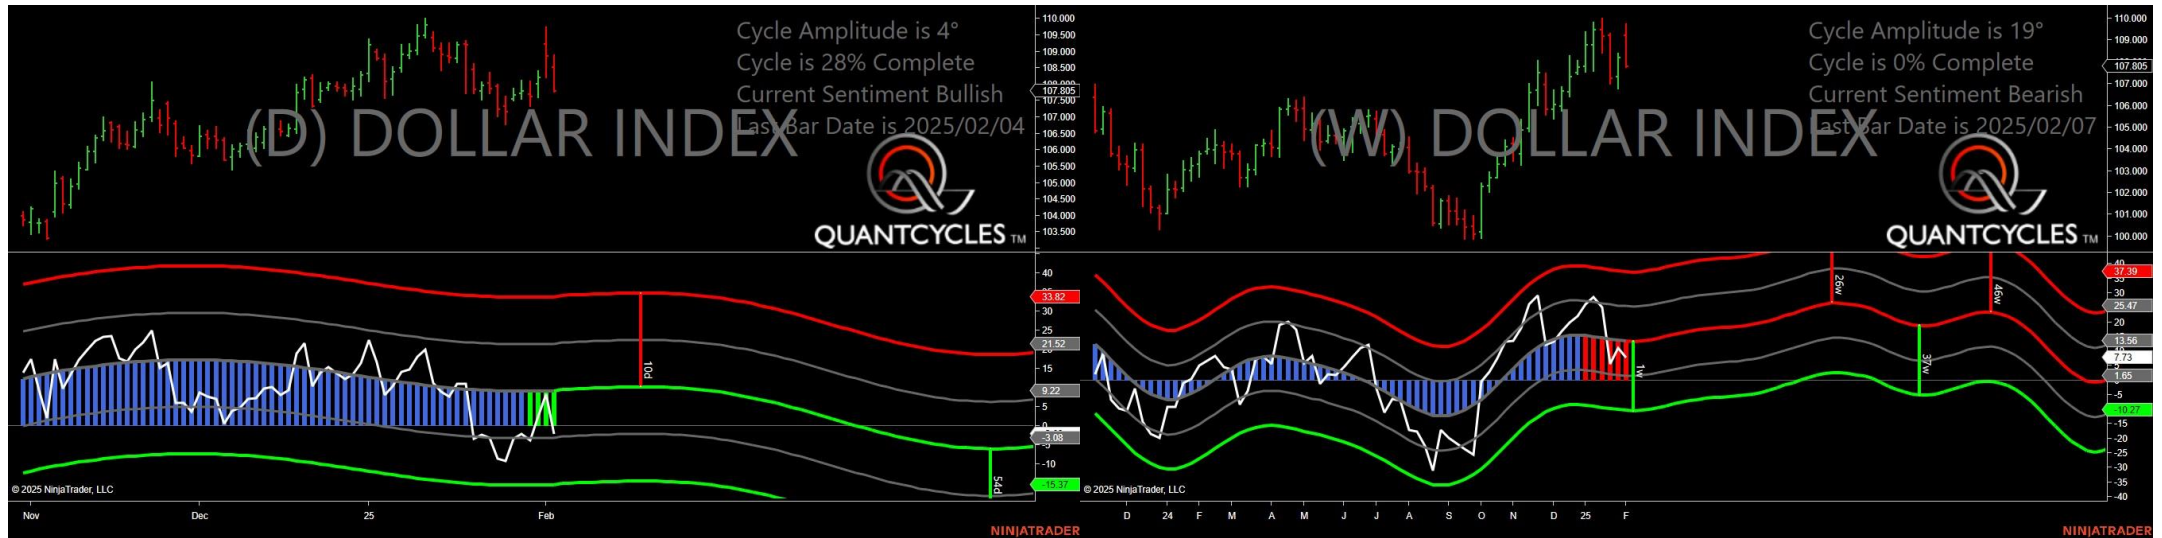 Cycle Amplitude is 4°
Cycle is 28% Complete
Current Sentiment Bullish
Last Bar Date is 2025/02/04
(D) DOLLAR INDEX
QUANTCYCLES TM
110.000
109.500
109.000
108.500
108.000
107.805
107.500
107.000
106.500
106.000
105.500
105.000
104.500
104.000
103.500
40
33.82
30
25
21.52
15
9.22
5
0
-3.08
-10
-15.37
10d
54d
© 2025 NinjaTrader, LLC
Nov
Dec
25
Feb
NINJATRADER
Cycle Amplitude is 19°
Cycle is 0% Complete
Current Sentiment Bearish
Last Bar Date is 2025/02/07
(W) DOLLAR INDEX
QUANTCYCLES TM
110.000
109.000
107.805
107.000
106.000
105.000
104.000
103.000
102.000
101.000
100.000
40
37.39
35
30
25.47
20
13.56
7.73
1.65
-5
-10.27
-15
-20
-25
-30
-35
-40
1w
26w
37w
46w
© 2025 NinjaTrader, LLC
D
24
F
M
A
M
J
J
A
S
O
N
D
25
F
NINJATRADER